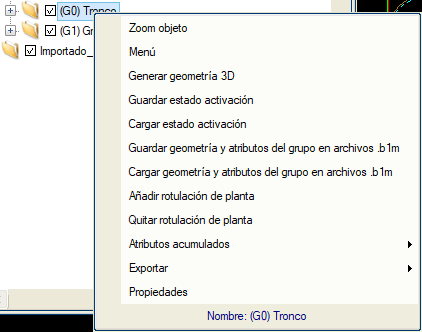 (G0) Tronco
(G1) Gr
Importado_
Zoom objeto
Menú
Generar geometría 3D
Guardar estado activación
Cargar estado activación
Guardar geometría y atributos del grupo en archivos .b1m
Cargar geometría y atributos del grupo en archivos .b1m
Añadir rotulación de planta
Quitar rotulación de planta
Atributos acumulados
Exportar
Propiedades
Nombre: (G0) Tronco